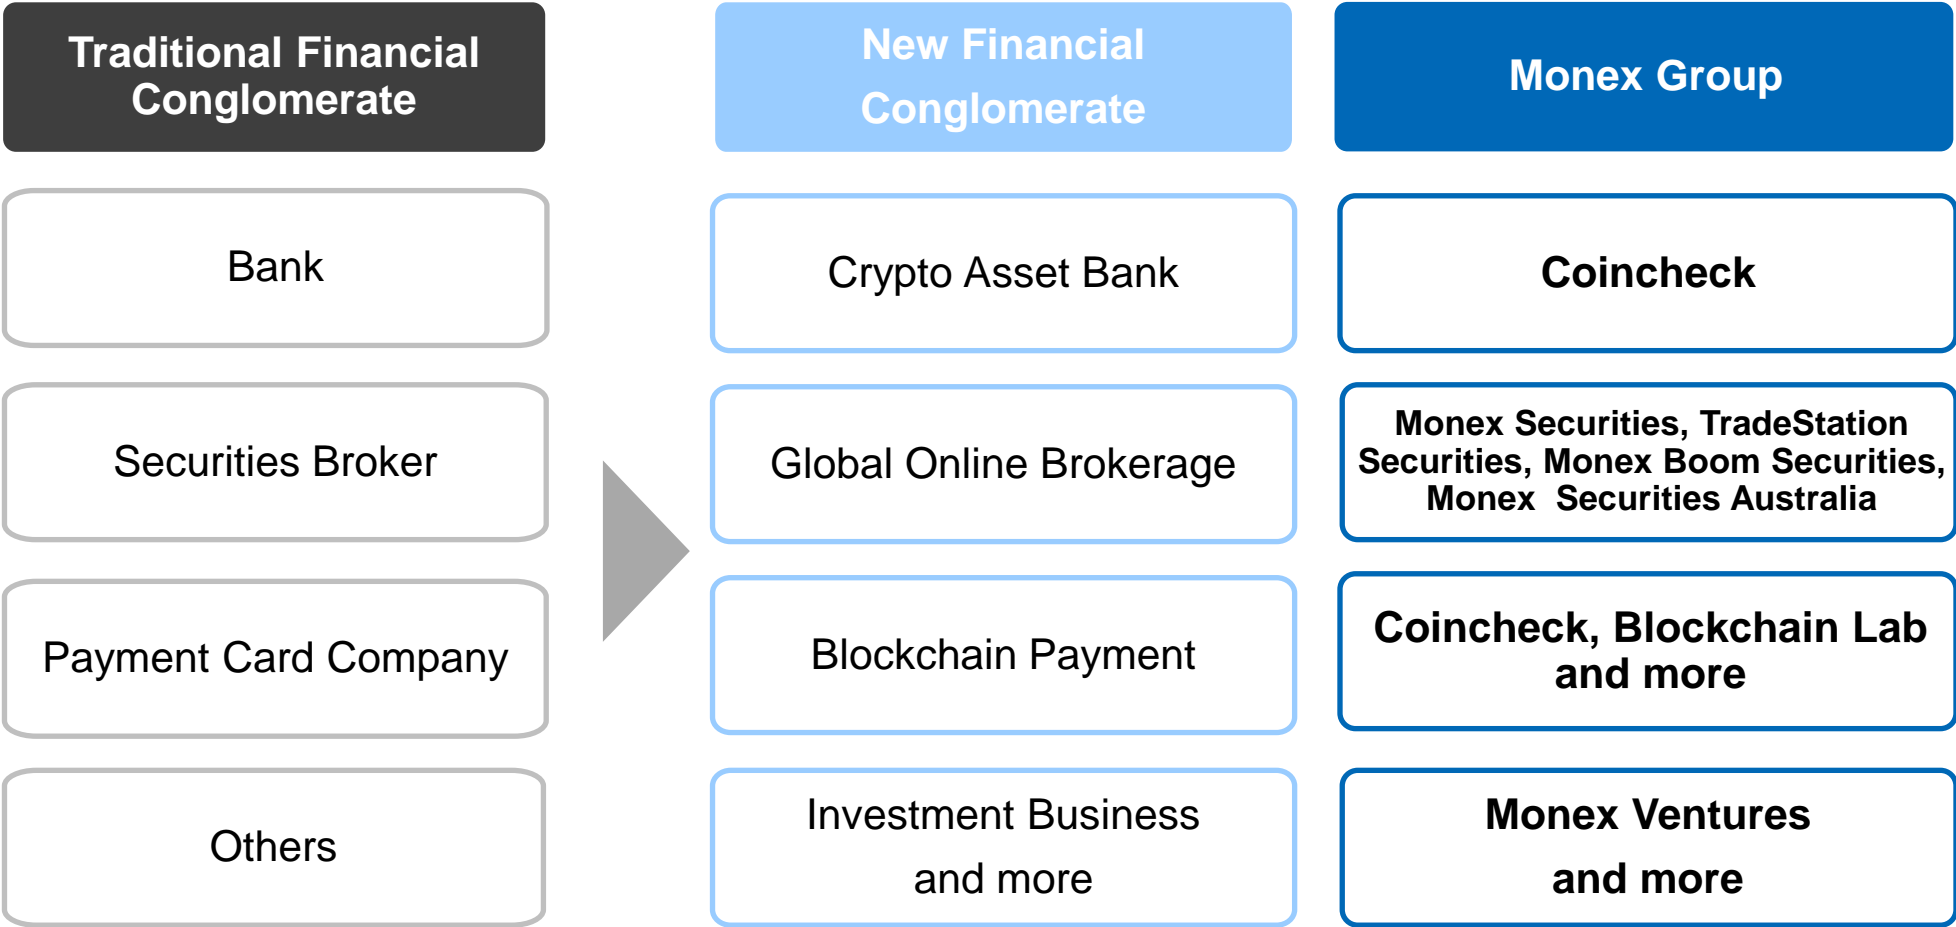 Traditional Financial
Conglomerate
New Financial
Conglomerate
Monex Group
Bank
Crypto Asset Bank
Coincheck
Securities Broker
Global Online Brokerage
Monex Securities, TradeStation
Securities, Monex Boom Securities,
Monex Securities Australia
Payment Card Company
Blockchain Payment
Coincheck, Blockchain Lab
and more
Others
Investment Business
and more
Monex Ventures
and more